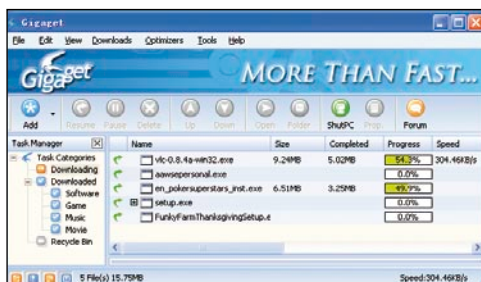 Gigaget
File Edit View Downloads Optimizers Tools Help
Gigaget MORE THAN FAST...
Add Resume Pause Delete Up Down Open Folder ShutPC Prop. Forum
Task Manager Name Size Completed Progress Speed
Task Categories vlc-0.8.4a-win32.exe 9.24MB 5.02MB 54.3% 304.46KB/s
Downloading aawsepersonal.exe 0.0%
Downloaded en_pokersuperstars_inst.exe 6.51MB 3.25MB 49.9%
Software setup.exe 0.0%
Game FunkyFarmThanksgivingSetup.e 0.0%
Music
Movie
Recycle Bin
5 File(s) 15.75MB Speed:304.46KB/s